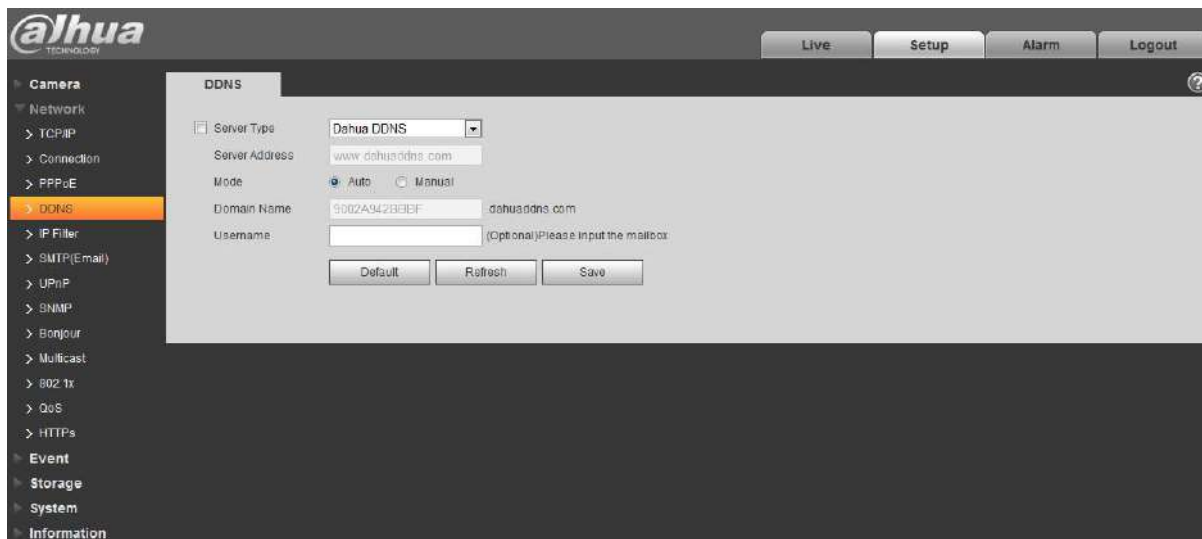 alhua
TECHNOLOGY
Live
Setup
Alarm
Logout
Camera
Network
TCP/IP
Connection
PPPoE
DDNS
IP Filter
SMTP(Email)
UPnP
SNMP
Bonjour
Multicast
802.1x
QoS
HTTPs
Event
Storage
System
Information
DDNS
?
Server Type
Dahua DDNS
Server Address
www.dahuaddns.com
Mode
Auto
Manual
Domain Name
9002A942BBBF
.dahuaddns.com
Username
(Optional)Please input the mailbox
Default
Refresh
Save